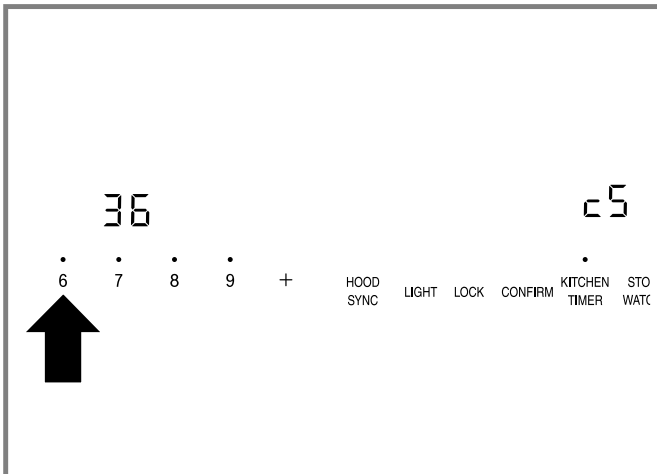 36
c5
6 7 8 9 +
HOOD SYNC
LIGHT
LOCK
CONFIRM
KITCHEN TIMER